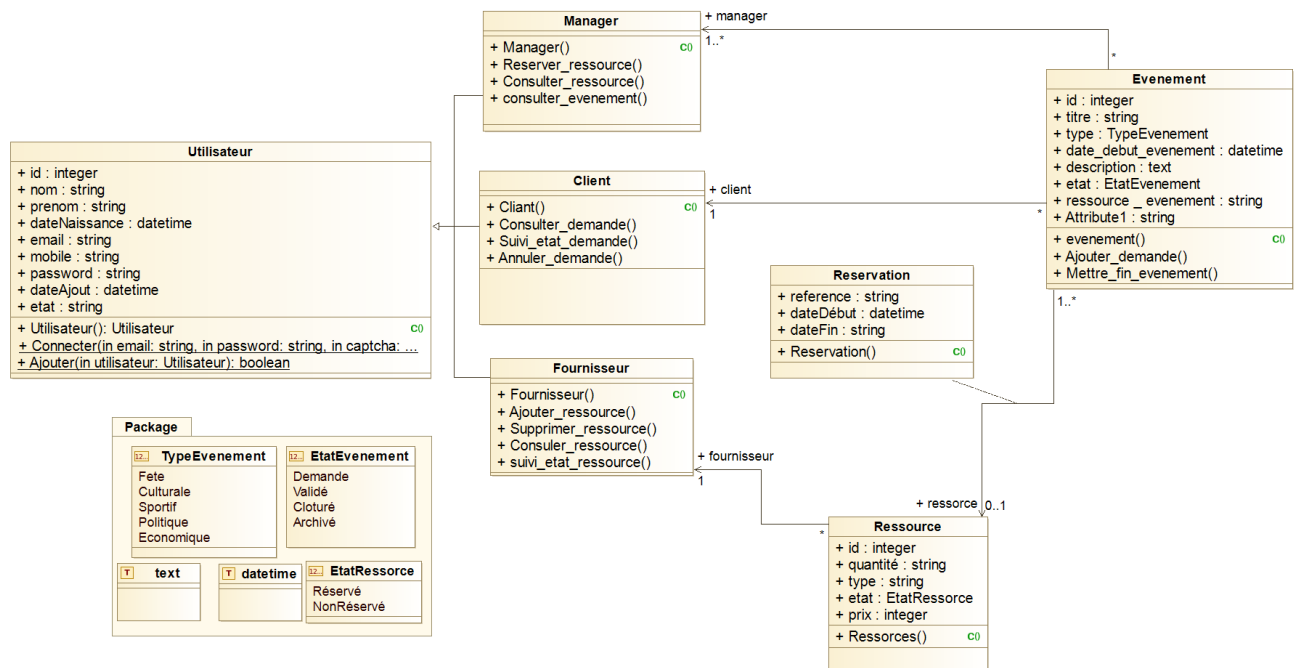 Manager
+ Manager()
C()
+ Reserver_ressource()
+ Consulter_ressource()
+ consulter_evenement()
+ manager
1..*
*
Evenement
+ id : integer
+ titre : string
+ type : TypeEvenement
+ date_debut_evenement : datetime
+ description : text
+ etat : EtatEvenement
+ ressource _ evenement : string
+ Attribute1 : string
+ evenement()
C()
+ Ajouter_demande()
+ Mettre_fin_evenement()
1..*
Utilisateur
+ id : integer
+ nom : string
+ prenom : string
+ dateNaissance : datetime
+ email : string
+ mobile : string
+ password : string
+ dateAjout : datetime
+ etat : string
+ Utilisateur(): Utilisateur
C()
+ Connecter(in email: string, in password: string, in captcha: ...
+ Ajouter(in utilisateur: Utilisateur): boolean
Client
+ Cliant()
C()
+ Consulter_demande()
+ Suivi_etat_demande()
+ Annuler_demande()
+ client
1
*
Reservation
+ reference : string
+ dateDébut : datetime
+ dateFin : string
+ Reservation()
C()
Fournisseur
+ Fournisseur()
C()
+ Ajouter_ressource()
+ Supprimer_ressource()
+ Consuler_ressource()
+ suivi_etat_ressource()
+ fournisseur
1
*
+ ressorce
0..1
Ressource
+ id : integer
+ quantité : string
+ type : string
+ etat : EtatRessorce
+ prix : integer
+ Ressorces()
C()
Package
12...
TypeEvenement
Fete
Culturale
Sportif
Politique
Economique
12...
EtatEvenement
Demande
Validé
Cloturé
Archivé
T
text
T
datetime
12...
EtatRessorce
Réservé
NonRéservé